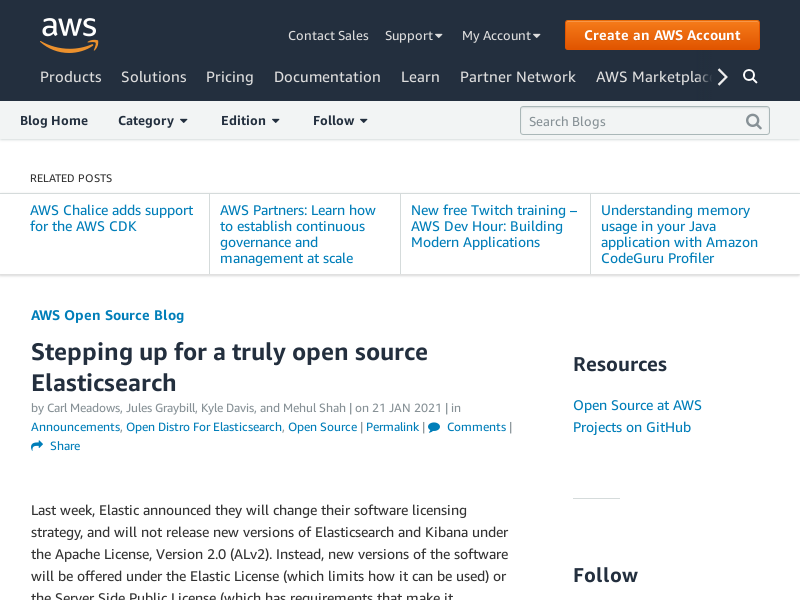 aws
Contact Sales Support My Account Create an AWS Account
Products Solutions Pricing Documentation Learn Partner Network AWS Marketplac
Blog Home Category Edition Follow Search Blogs
RELATED POSTS
AWS Chalice adds support
for the AWS CDK
AWS Partners: Learn how
to establish continuous
governance and
management at scale
New free Twitch training –
AWS Dev Hour: Building
Modern Applications
Understanding memory
usage in your Java
application with Amazon
CodeGuru Profiler
AWS Open Source Blog
Stepping up for a truly open source
Elasticsearch
by Carl Meadows, Jules Graybill, Kyle Davis, and Mehul Shah | on 21 JAN 2021 | in
Announcements, Open Distro For Elasticsearch, Open Source | Permalink | Comments |
Share
Last week, Elastic announced they will change their software licensing
strategy, and will not release new versions of Elasticsearch and Kibana under
the Apache License, Version 2.0 (ALv2). Instead, new versions of the software
will be offered under the Elastic License (which limits how it can be used) or
the Server Side Public License (which has requirements that make it
Resources
Open Source at AWS
Projects on GitHub
Follow